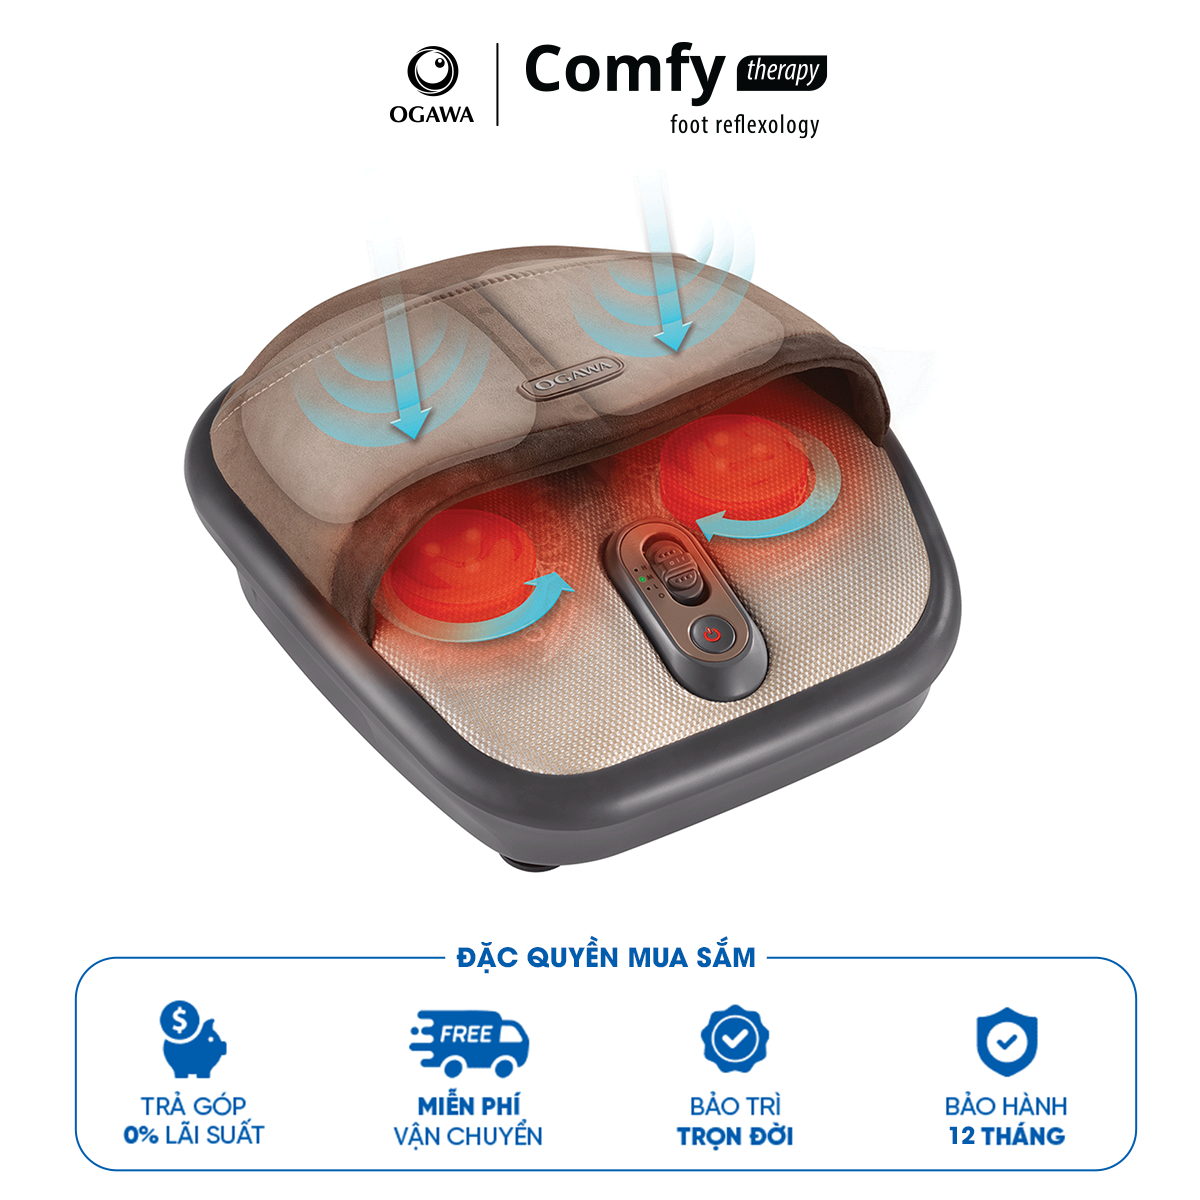 OGAWA
Comfy therapy
foot reflexology
OGAWA
ĐẶC QUYỀN MUA SẮM
$
FREE
TRẢ GÓP
0% LÃI SUẤT
MIỄN PHÍ
VẬN CHUYỂN
BẢO TRÌ
TRỌN ĐỜI
BẢO HÀNH
12 THÁNG